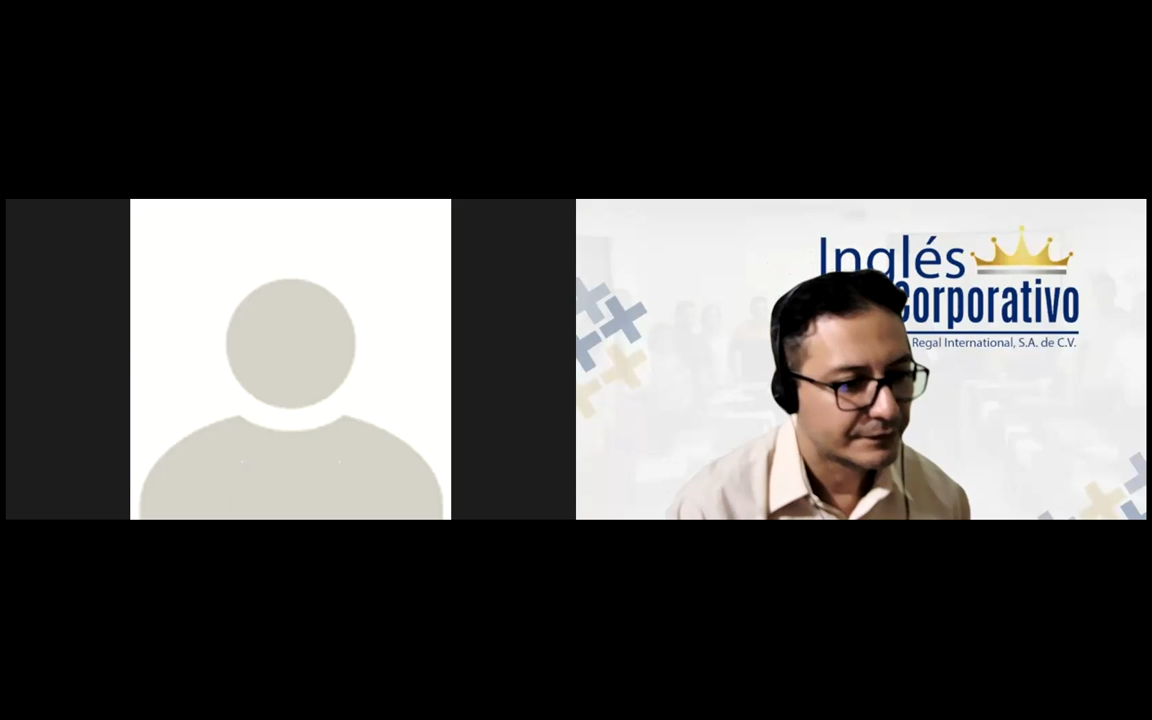 Inglés
Corporativo
Regal International, S.A. de C.V.